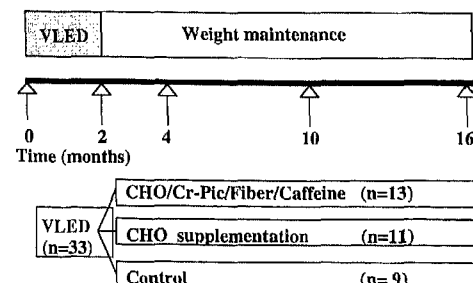 VLED Weight maintenance
0 2 4 10 16
Time (months)
CHO/Cr-Pic/Fiber/Caffeine (n=13)
VLED
(n=33)
CHO supplementation (n=11)
Control (n= 9)